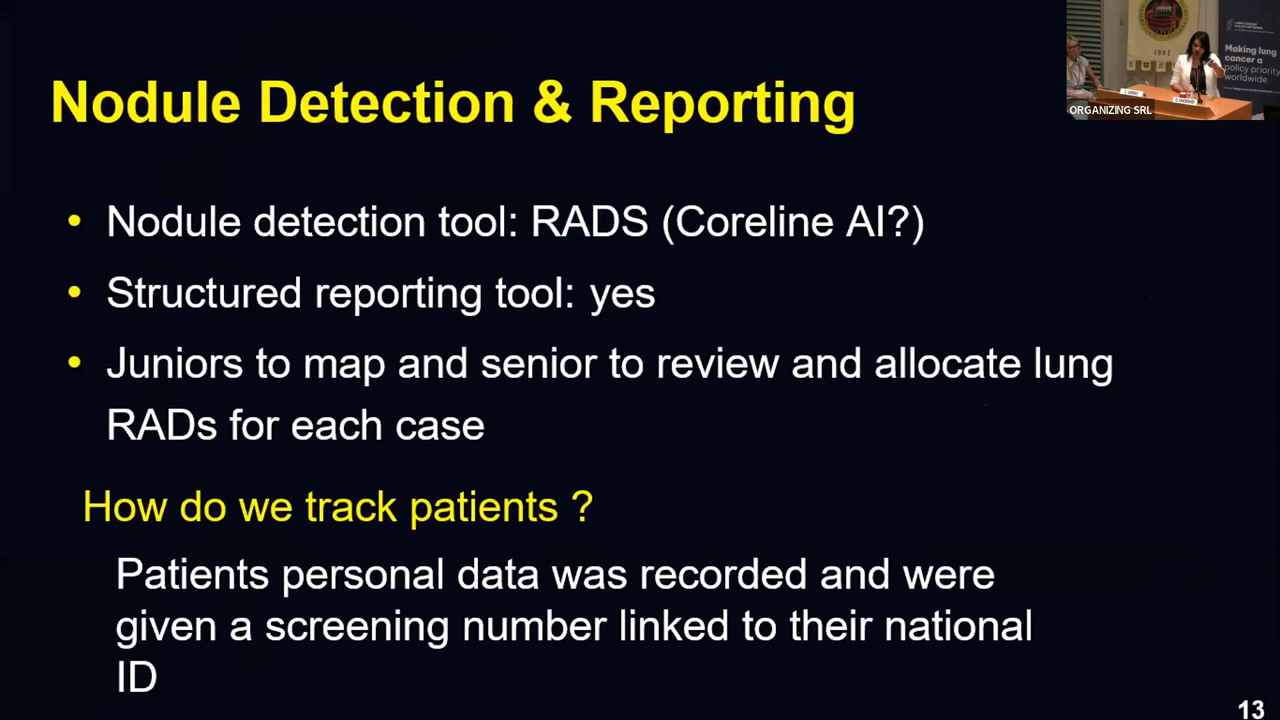 Nodule Detection & Reporting
• Nodule detection tool: RADS (Coreline AI?)
• Structured reporting tool: yes
• Juniors to map and senior to review and allocate lung
RADs for each case
How do we track patients ?
Patients personal data was recorded and were
given a screening number linked to their national
ID
13
1982
Making lung
cancer a
policy priority
worldwide
ORGANIZING SRL